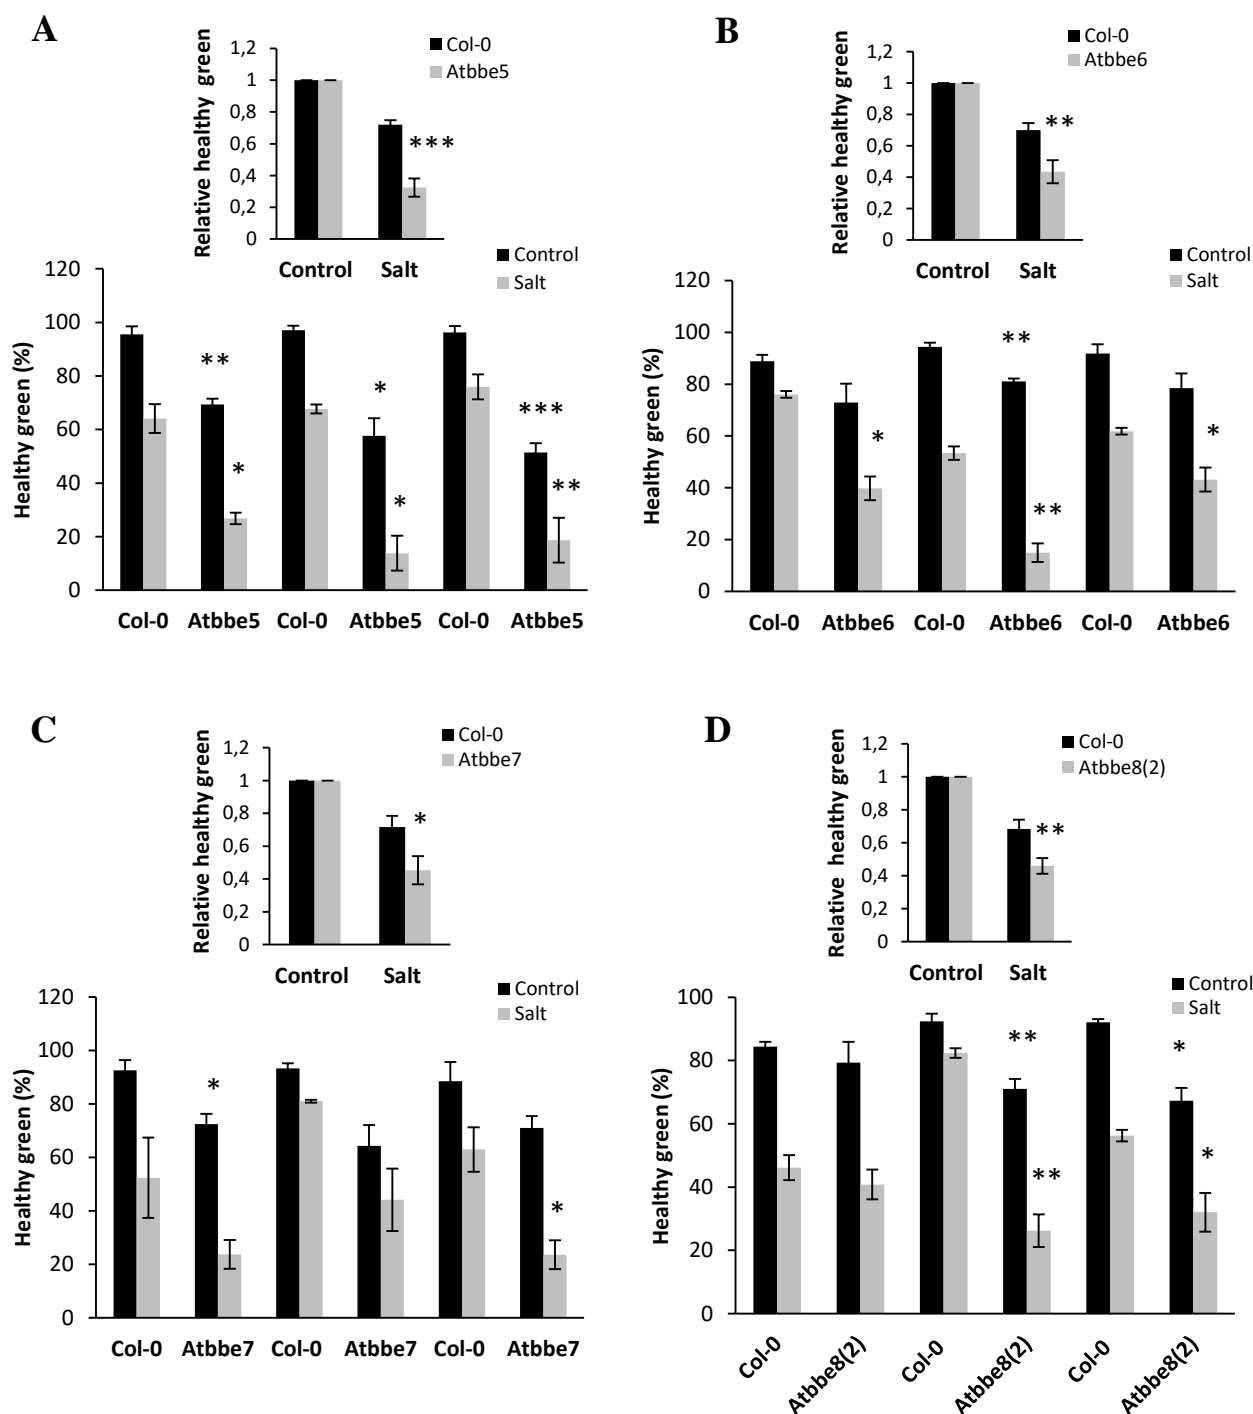 A
Relative healthy green
1,2
1
0,8
0,6
0,4
0,2
0
Col-0
Atbbe5
***
Control Salt
Healthy green (%)
120
100
80
60
40
20
0
Control
Salt
** * * * *** **
Col-0 Atbbe5 Col-0 Atbbe5 Col-0 Atbbe5
B
Relative healthy green
1,2
1
0,8
0,6
0,4
0,2
0
Col-0
Atbbe6
**
Control Salt
Healthy green (%)
120
100
80
60
40
20
0
Control
Salt
* ** ** *
Col-0 Atbbe6 Col-0 Atbbe6 Col-0 Atbbe6
C
Relative healthy green
1,2
1
0,8
0,6
0,4
0,2
0
Col-0
Atbbe7
*
Control Salt
Healthy green (%)
120
100
80
60
40
20
0
Control
Salt
* *
Col-0 Atbbe7 Col-0 Atbbe7 Col-0 Atbbe7
D
Relative healthy green
1,2
1
0,8
0,6
0,4
0,2
0
Col-0
Atbbe8(2)
**
Control Salt
Healthy green (%)
100
80
60
40
20
0
Control
Salt
** ** * *
Col-0 Atbbe8(2) Col-0 Atbbe8(2) Col-0 Atbbe8(2)